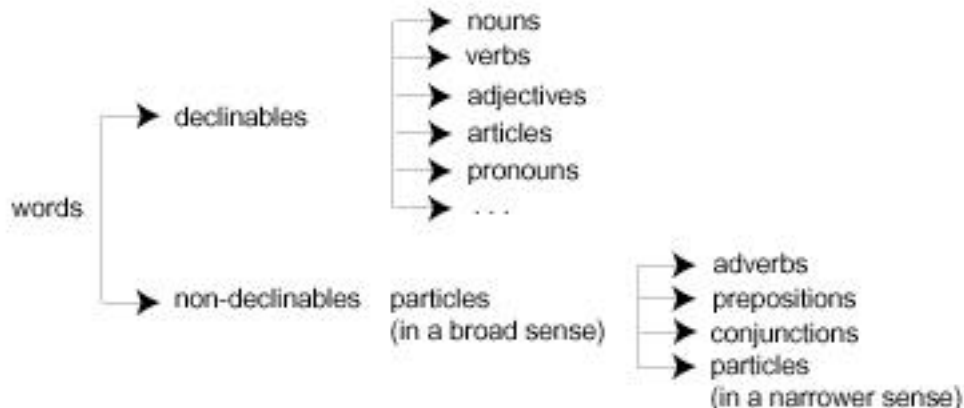 nouns
verbs
adjectives
declinables
articles
pronouns
words
. . .
adverbs
non-declinables particles
(in a broad sense)
prepositions
conjunctions
particles
(in a narrower sense)